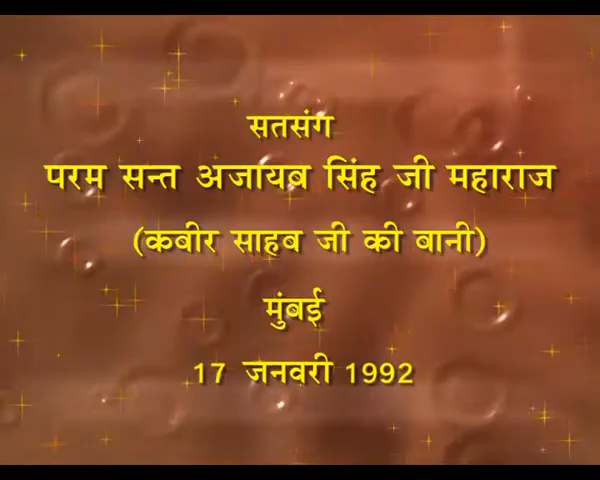 सतसंग
परम सन्त अजायब सिंह जी महाराज
(कबीर साहब जी की बानी)
मुंबई
17 जनवरी 1992